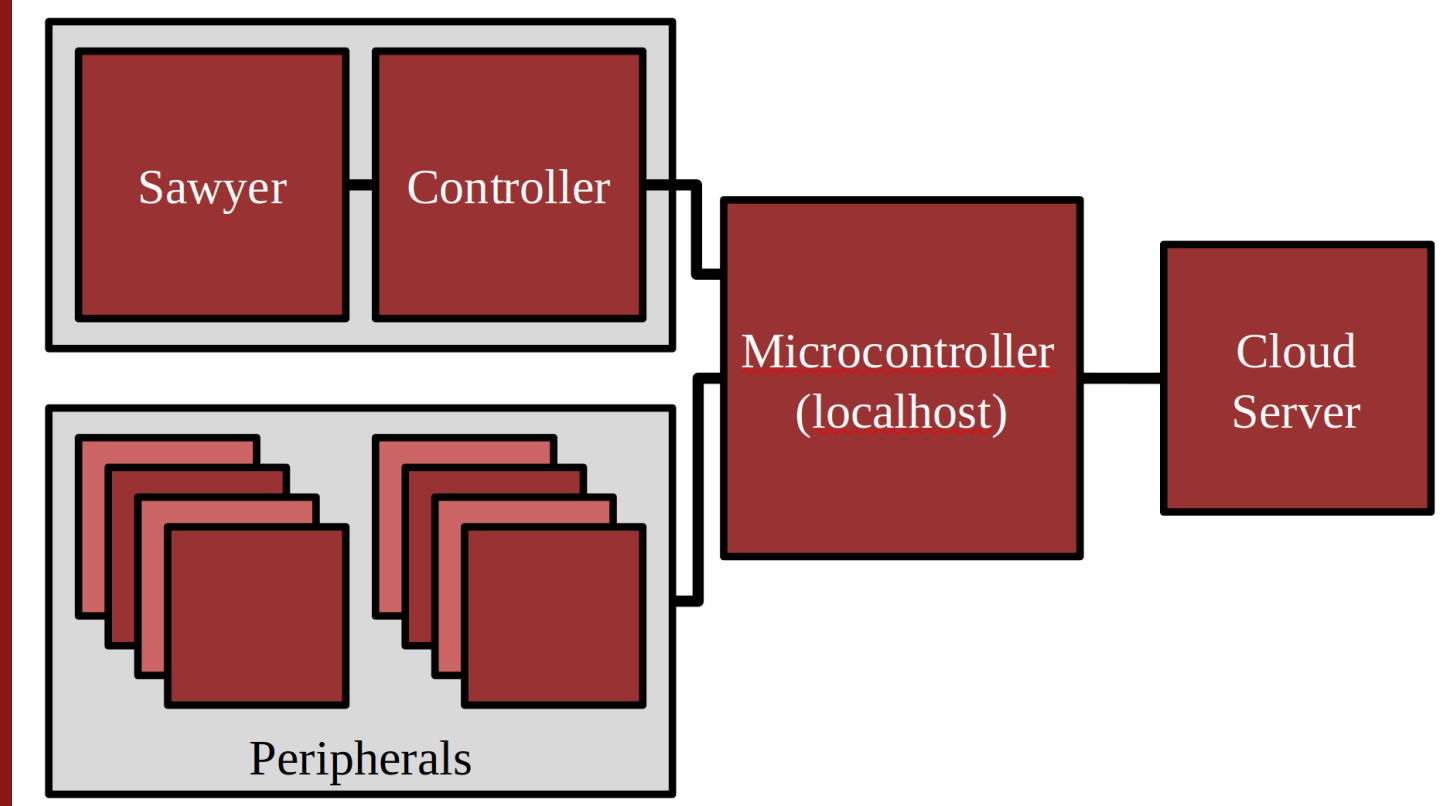 Sawyer
Controller
Microcontroller
(localhost)
Cloud
Server
Peripherals